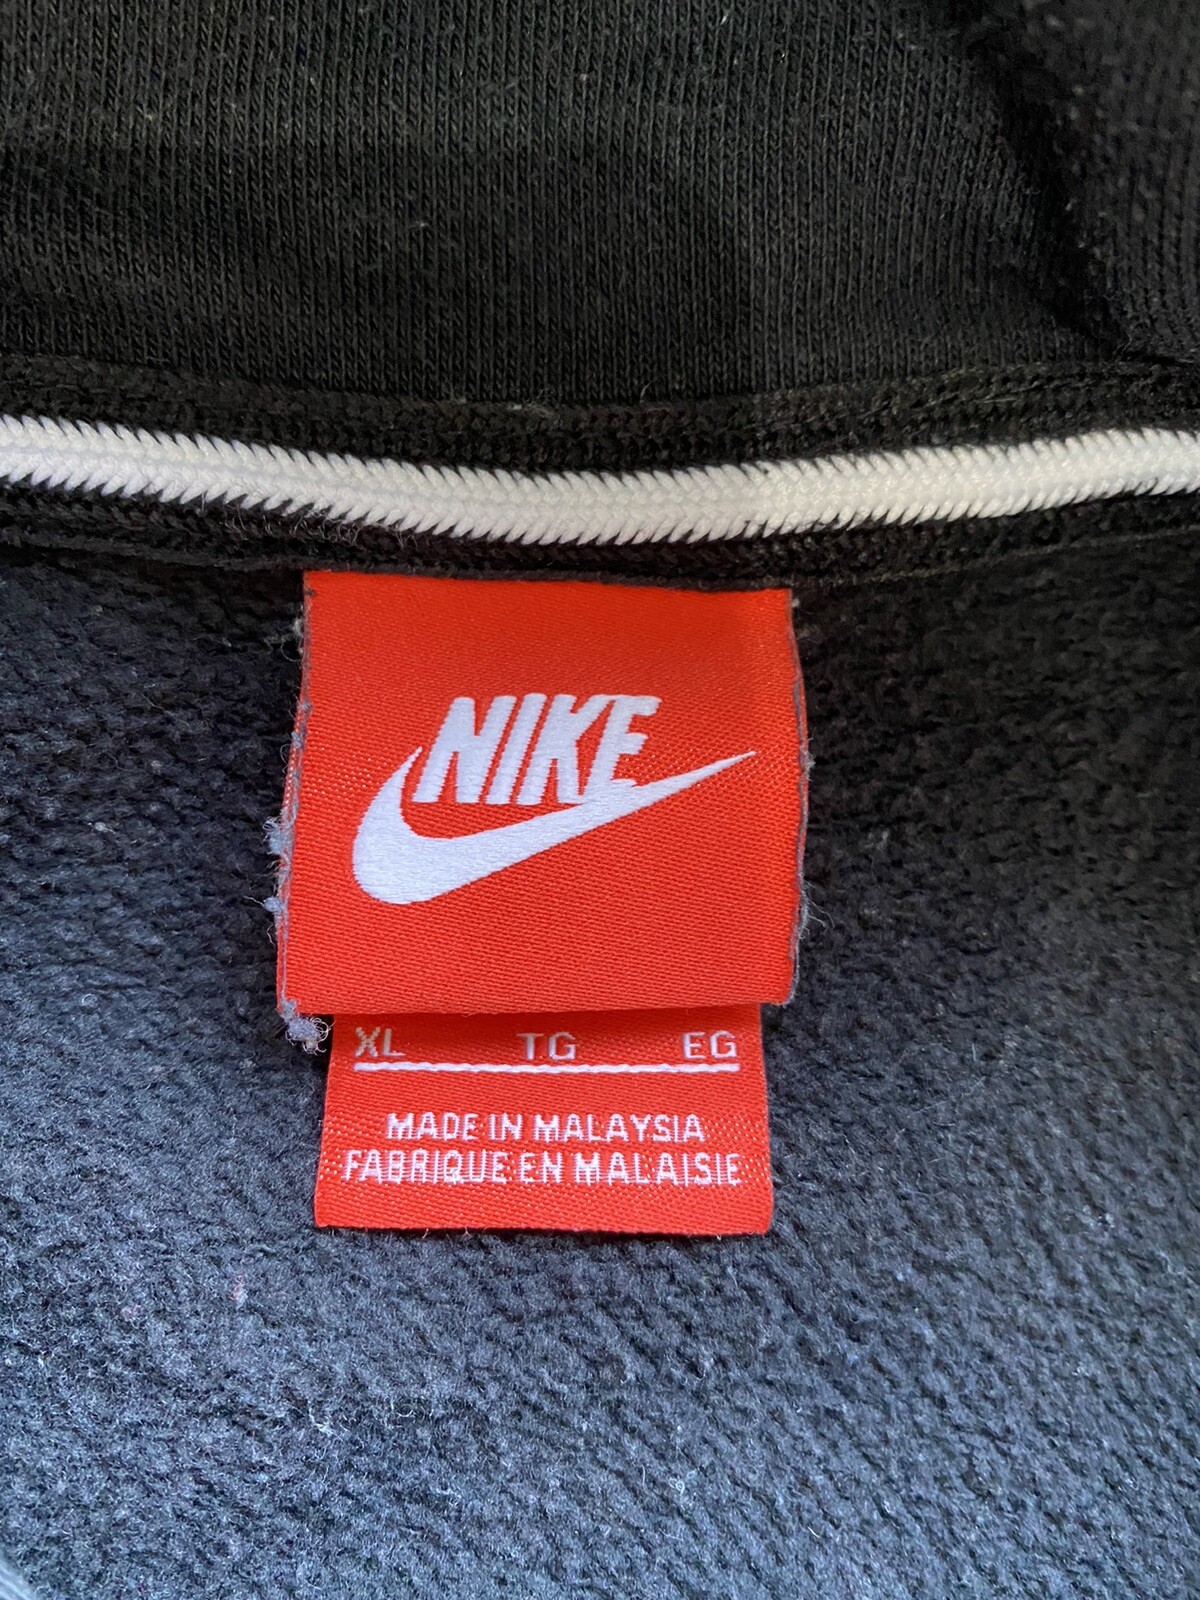 NIKE
XL TG EG
MADE IN MALAYSIA
FABRIQUE EN MALAISIE